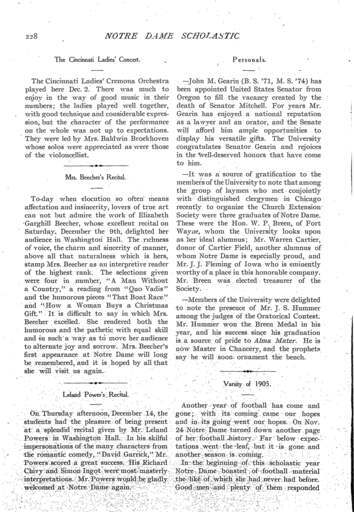 228
NOTRE DAME SCHOLASTIC
The Cincinnati Ladies' Concert.
The Cincinnati Ladies' Cremona Orchestra
played here Dec. 2. There was much to
enjoy in the way of good music in their
numbers; the ladies played well together,
with good technique and considerable expres-
sion, but the character of the performance
on the whole was not up to expectations.
They were led by Mrs. Baldwin Broekhoven
whose solos were appreciated as were those
of the violoncellist.
Mrs. Beecher's Recital.
To-day when elocution so often means
affectation and insincerity, lovers of true art
can not but admire the work of Elizabeth
Garghill Beecher, whose excellent recital on
Saturday, December the 9th, delighted her
audience in Washington Hall. The richness
of voice, the charm and sincerity of manner,
above all that naturalness which is hers,
stamp Mrs. Beecher as an interpretive reader
of the highest rank. The selections given
were four in number, "A Man Without
a Country," a reading from "Quo Vadis"
and the humorous pieces "That Boat Race"
and "How a Woman Buys a Christmas
Gift." It is difficult to say in which Mrs.
Beecher excelled. She rendered both the
humorous and the pathetic with equal skill
and in such a way as to move her audience
to alternate joy and sorrow. Mrs. Beecher's
first appearance at Notre Dame will long
be remembered, and it is hoped by all that
she will visit us again.
Leland Power's Recital.
On Thursday afternoon, December 14, the
students had the pleasure of being present
at a splendid recital given by Mr. Leland
Powers in Washington Hall. In his skilful
impersonations of the many characters from
the romantic comedy, "David Garrick," Mr.
Powers scored a great success. His Richard
Chivy and Simon Ingot were most masterly
interpretations. Mr. Powers would be gladly
welcomed at Notre Dame again.
Personals.
—John M. Gearin (B. S. '71, M. S. '74) has
been appointed United States Senator from
Oregon to fill the vacancy created by the
death of Senator Mitchell. For years Mr.
Gearin has enjoyed a national reputation
as a lawyer and an orator, and the Senate
will afford him ample opportunities to
display his versatile gifts. The University
congratulates Senator Gearin and rejoices
in the well-deserved honors that have come
to him.
—It was a source of gratification to the
members of the University to note that among
the group of laymen who met conjointly
with distinguished clergymen in Chicago
recently to organize the Church Extension
Society were three graduates of Notre Dame.
These were the Hon. W. P. Breen, of Fort
Wayne, whom the University looks upon
as her ideal alumnus; Mr. Warren Cartier,
donor of Cartier Field, another alumnus of
whom Notre Dame is especially proud, and
Mr. J. J. Fleming of Iowa who is eminently
worthy of a place in this honorable company.
Mr. Breen was elected treasurer of the
Society.
—Members of the University were delighted
to note the presence of Mr. J. S. Hummer
among the judges of the Oratorical Contest.
Mr. Hummer won the Breen Medal in his
year, and his success since his graduation
is a source of pride to Alma Mater. He is
now Master in Chancery, and the prophets
say he will soon ornament the bench.
Varsity of 1905.
Another year of football has come and
gone; with its coming came our hopes
and in its going went our hopes. On Nov.
24 Notre Dame turned down another page
of her football history. Far below expec-
tations went the leaf, but it is gone and
another season is coming.
In the beginning of this scholastic year
Notre Dame boasted of football material
the like of which she had never had before.
Good men and plenty of them responded